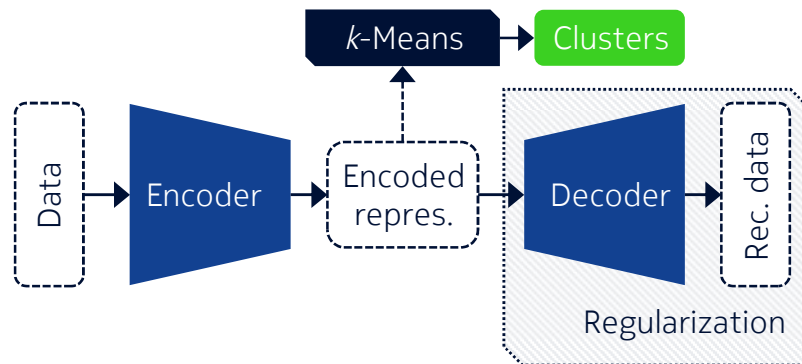 k-Means
Clusters
Data
Encoder
Encoded
repres.
Decoder
Rec. data
Regularization